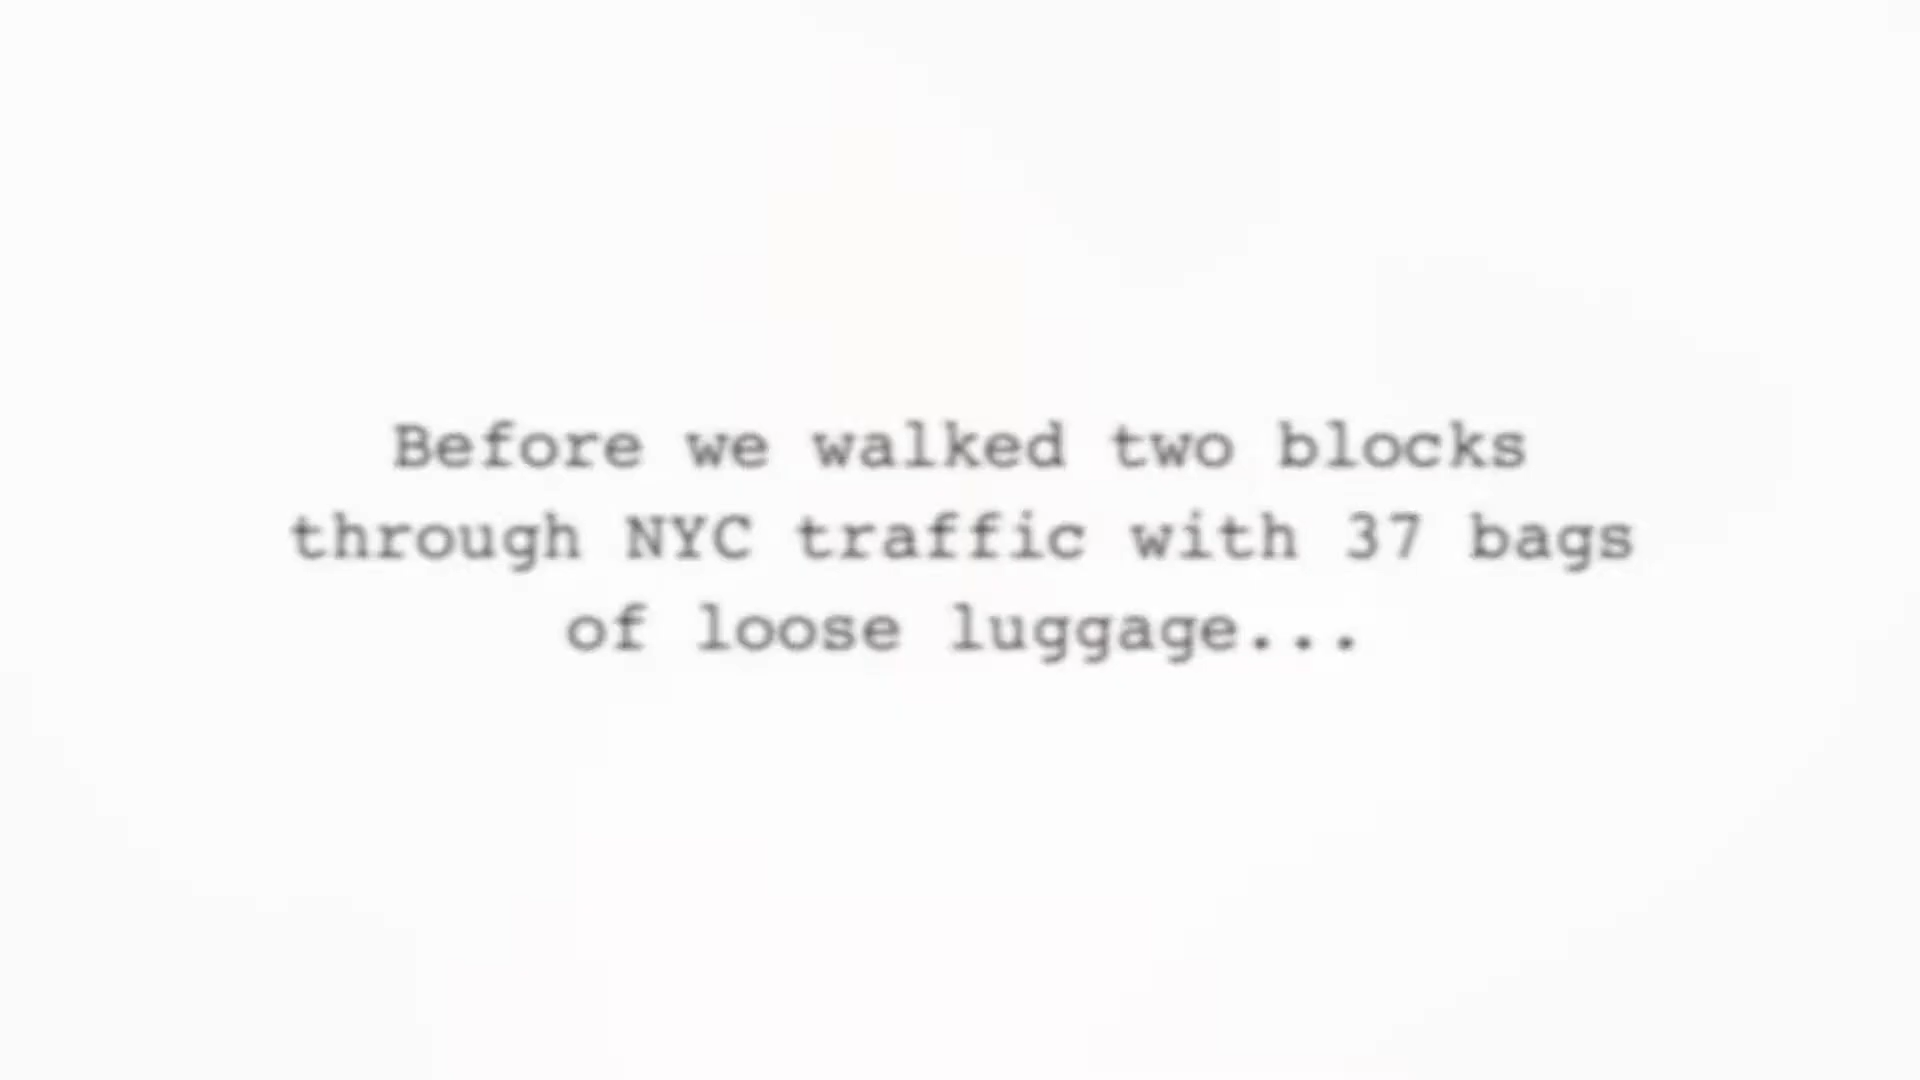 Before we walked two blocks
through NYC traffic with 37 bags
of loose luggage...